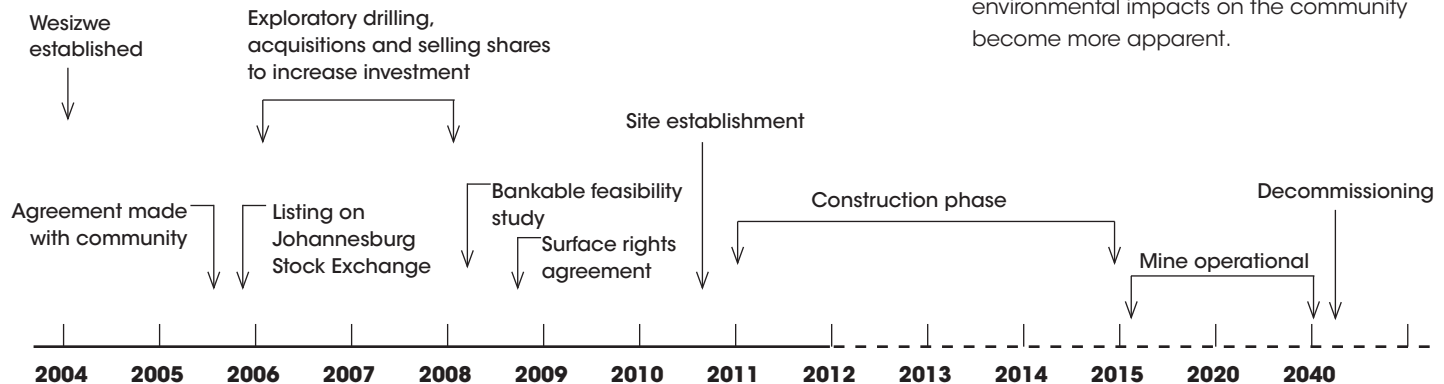 environmental impacts on the community
become more apparent.
Wesizwe
established
Exploratory drilling,
acquisitions and selling shares
to increase investment
Site establishment
Agreement made
with community
Listing on
Johannesburg
Stock Exchange
Bankable feasibility
study
Surface rights
agreement
Construction phase
Mine operational
Decommissioning
2004 2005 2006 2007 2008 2009 2010 2011 2012 2013 2014 2015 2020 2040